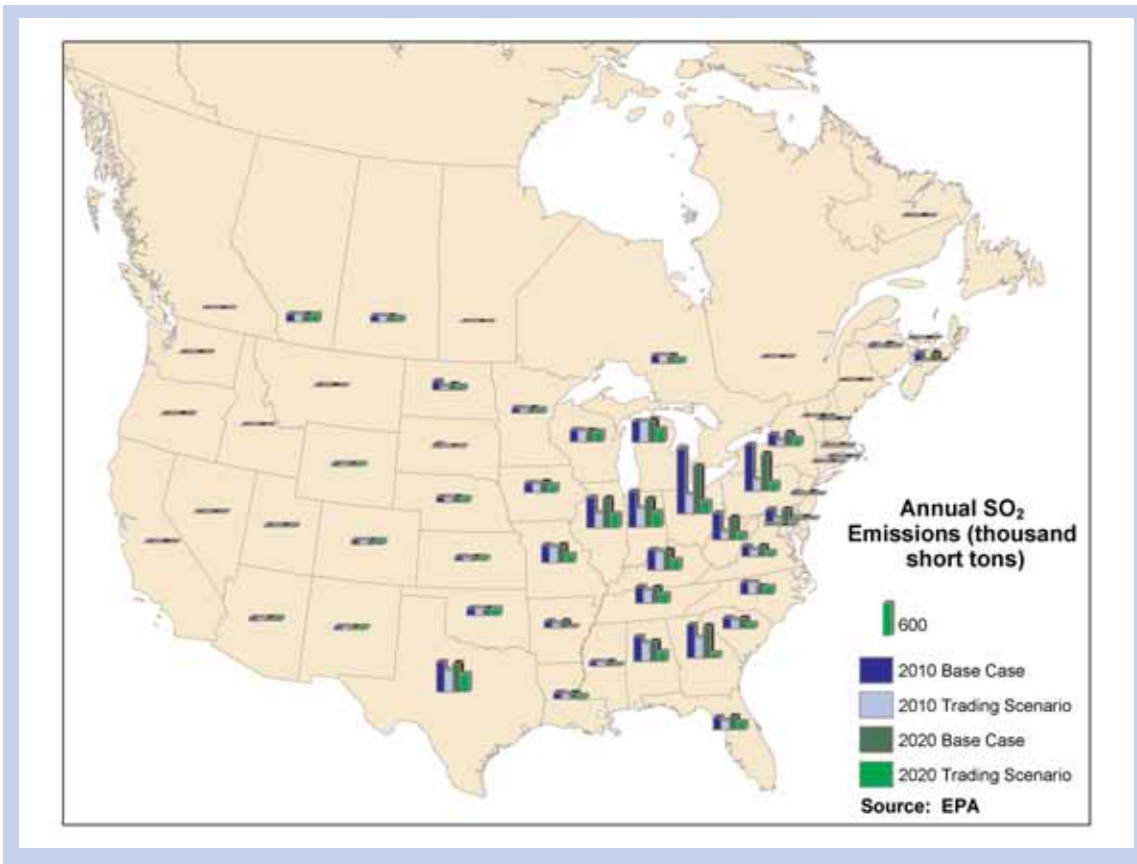 Annual SO₂
Emissions (thousand
short tons)
600
2010 Base Case
2010 Trading Scenario
2020 Base Case
2020 Trading Scenario
Source: EPA